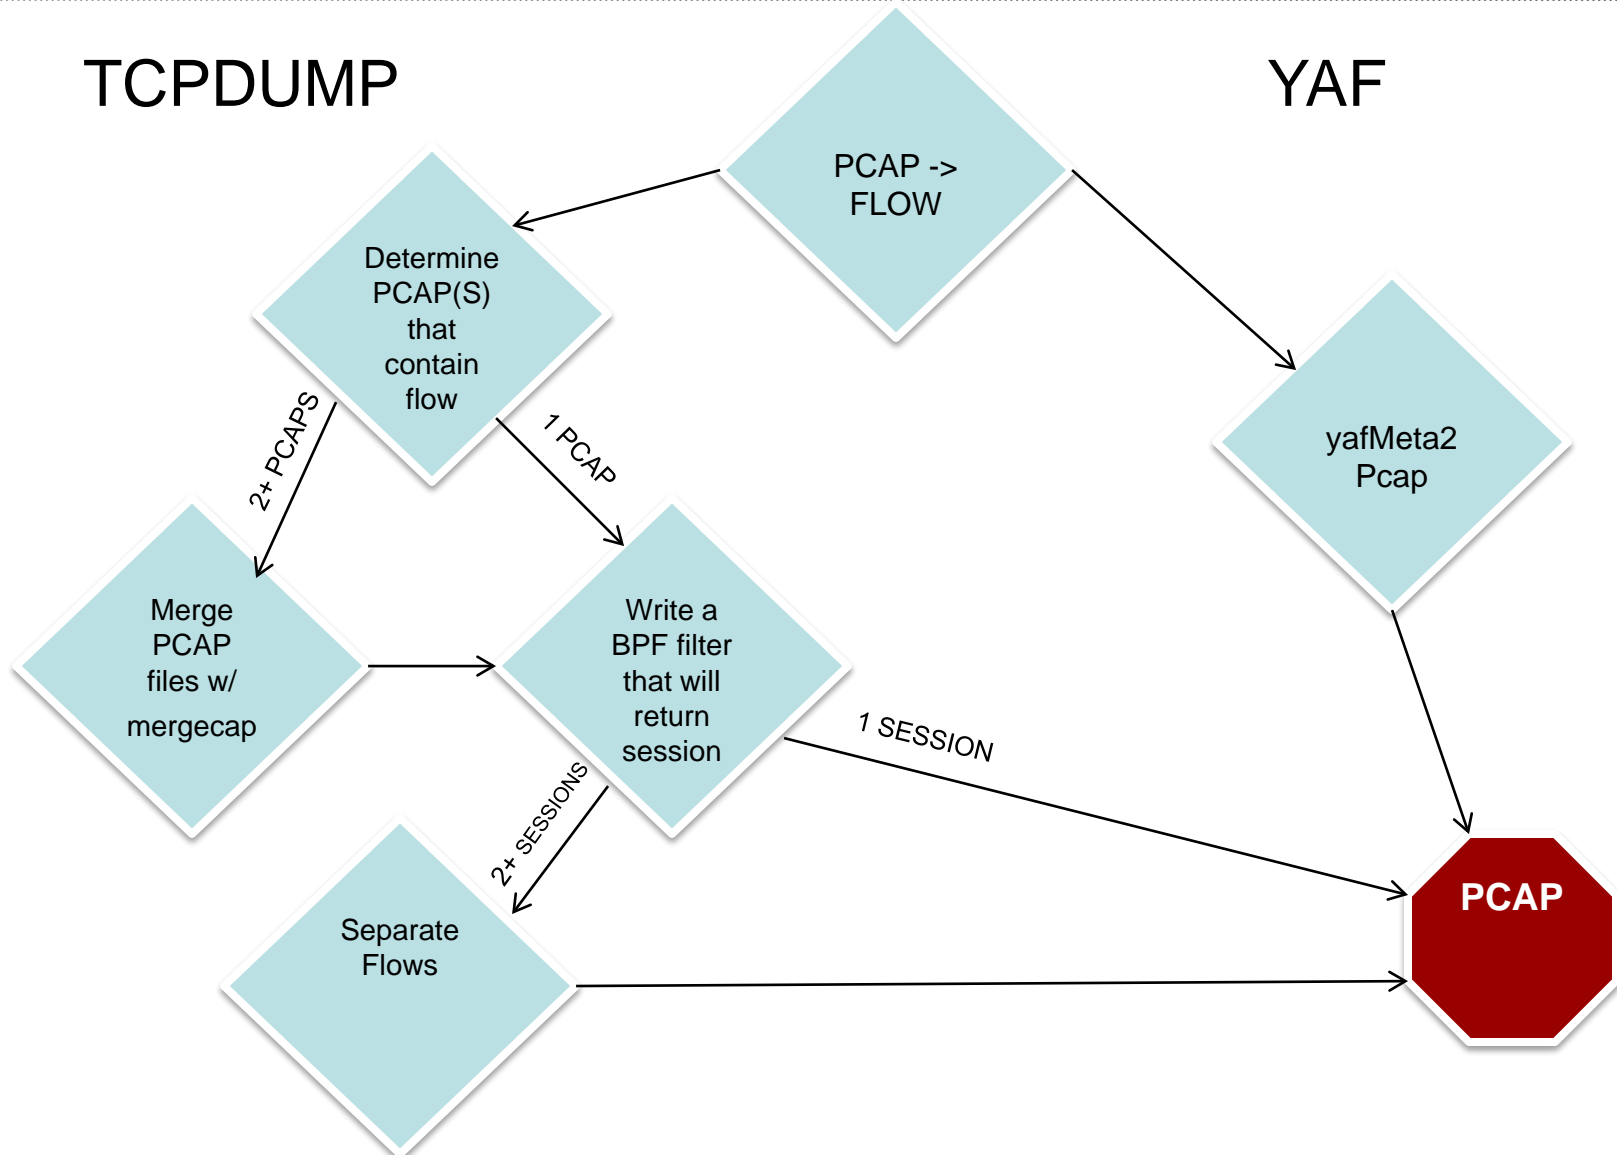 TCPDUMP
YAF
PCAP ->
FLOW
Determine
PCAP(S)
that
contain
flow
2+ PCAPS
1 PCAP
yafMeta2
Pcap
Merge
PCAP
files w/
mergecap
Write a
BPF filter
that will
return
session
1 SESSION
2+ SESSIONS
PCAP
Separate
Flows